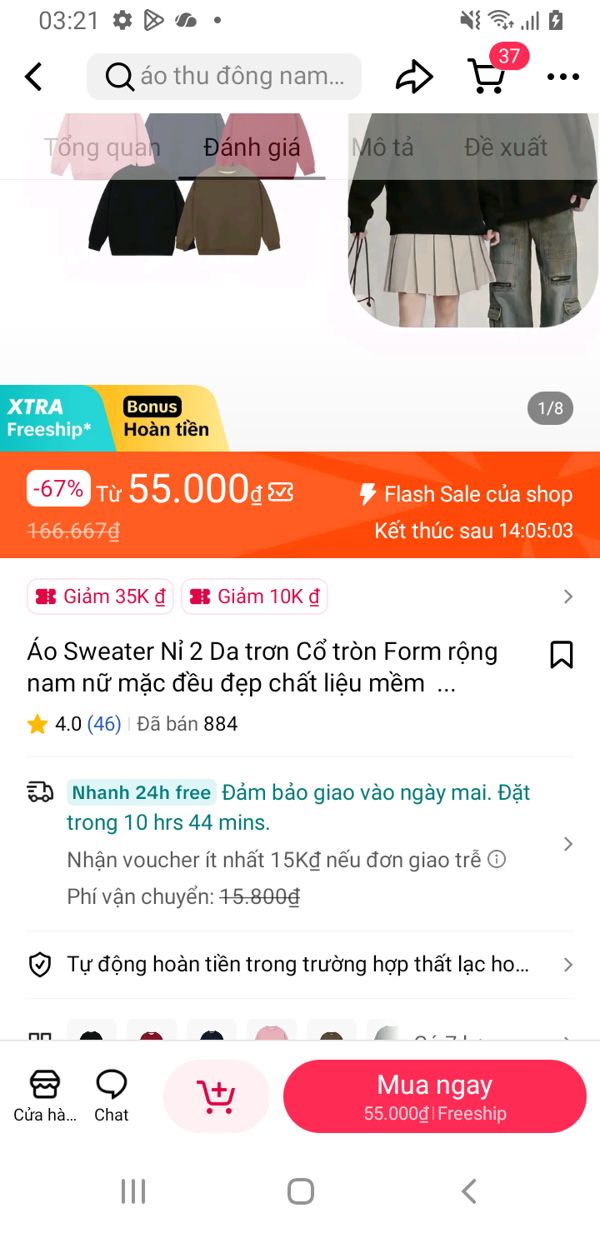 03:21
37
áo thu đông nam...
Tổng quan
Đánh giá
Mô tả
Đề xuất
XTRA
Freeship*
Bonus
Hoàn tiền
1/8
-67% Từ 55.000₫
166.667₫
Flash Sale của shop
Kết thúc sau 14:05:03
Giảm 35K ₫
Giảm 10K ₫
Áo Sweater Nỉ 2 Da trơn Cổ tròn Form rộng
nam nữ mặc đều đẹp chất liệu mềm ...
4.0 (46) Đã bán 884
Nhanh 24h free Đảm bảo giao vào ngày mai. Đặt
trong 10 hrs 44 mins.
Nhận voucher ít nhất 15K₫ nếu đơn giao trễ
Phí vận chuyển: 15.800₫
Tự động hoàn tiền trong trường hợp thất lạc ho...
Cửa hà...
Chat
Mua ngay
55.000₫ | Freeship